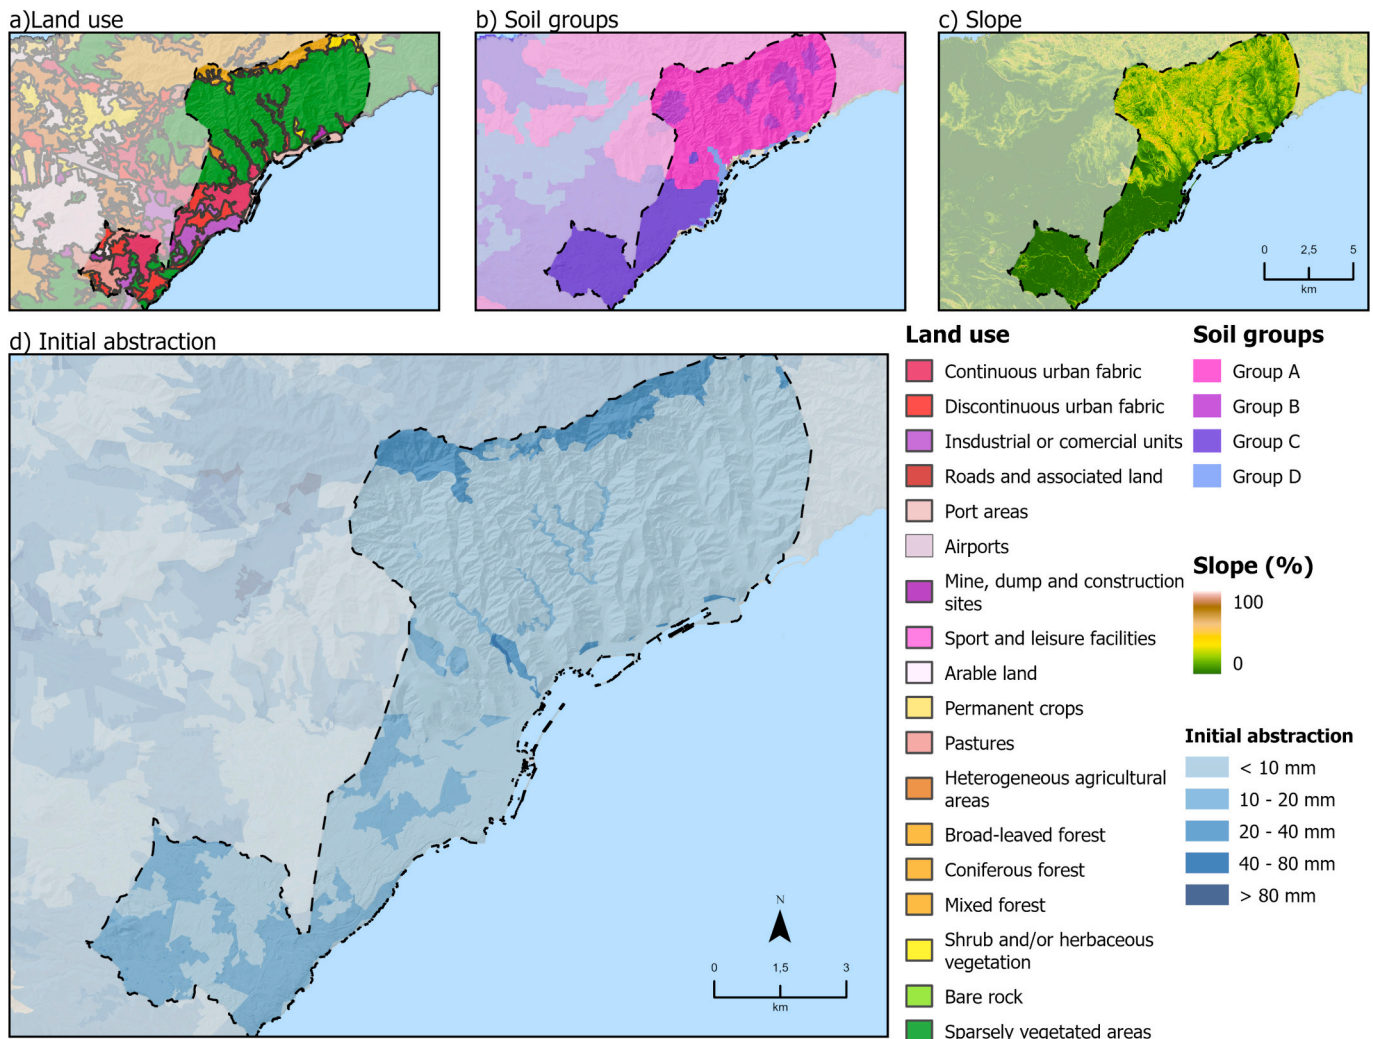 a)Land use
b) Soil groups
c) Slope
0 2,5 5
km
d) Initial abstraction
N
0 1,5 3
km
Land use
Continuous urban fabric
Discontinuous urban fabric
Insdustrial or comercial units
Roads and associated land
Port areas
Airports
Mine, dump and construction
sites
Sport and leisure facilities
Arable land
Permanent crops
Pastures
Heterogeneous agricultural
areas
Broad-leaved forest
Coniferous forest
Mixed forest
Shrub and/or herbaceous
vegetation
Bare rock
Sparsely vegetated areas
Soil groups
Group A
Group B
Group C
Group D
Slope (%)
100
0
Initial abstraction
< 10 mm
10 - 20 mm
20 - 40 mm
40 - 80 mm
> 80 mm